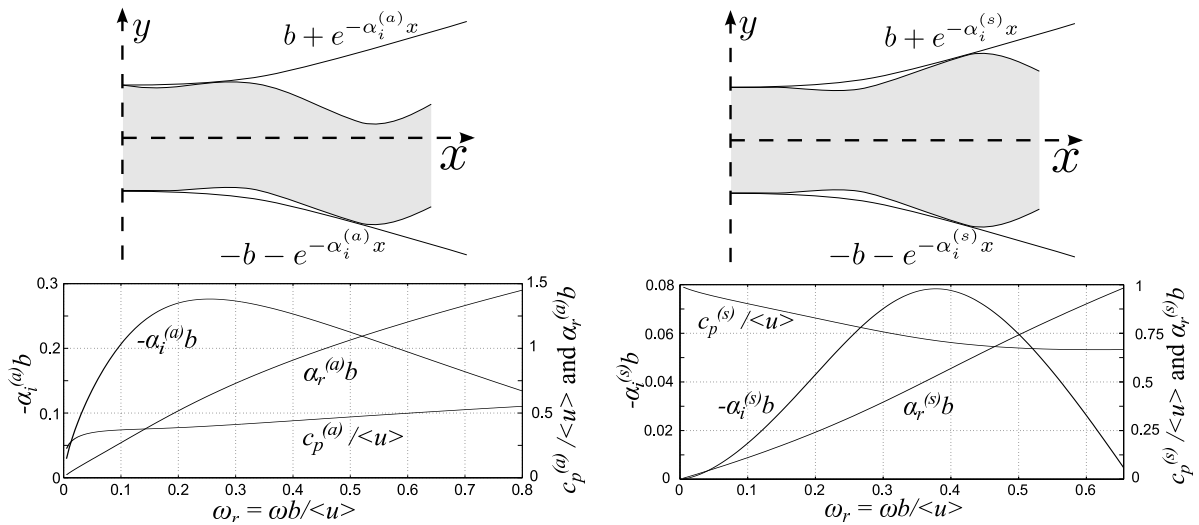 y
b + e^{-α_i^{(a)} x}
x
-b - e^{-α_i^{(a)} x}
y
b + e^{-α_i^{(s)} x}
x
-b - e^{-α_i^{(s)} x}
-α_i^{(a)}b
0.3
0.2
0.1
0
-α_i^{(a)}b
α_r^{(a)}b
c_p^{(a)}/<u>
1.5
1
0.5
0
c_p^{(a)}/<u> and α_r^{(a)}b
0 0.1 0.2 0.3 0.4 0.5 0.6 0.7 0.8
ω_r = ωb/<u>
-α_i^{(s)}b
0.08
0.06
0.04
0.02
0
c_p^{(s)}/<u>
-α_i^{(s)}b
α_r^{(s)}b
1
0.75
0.5
0.25
0
c_p^{(s)}/<u> and α_r^{(s)}b
0 0.1 0.2 0.3 0.4 0.5 0.6
ω_r = ωb/<u>